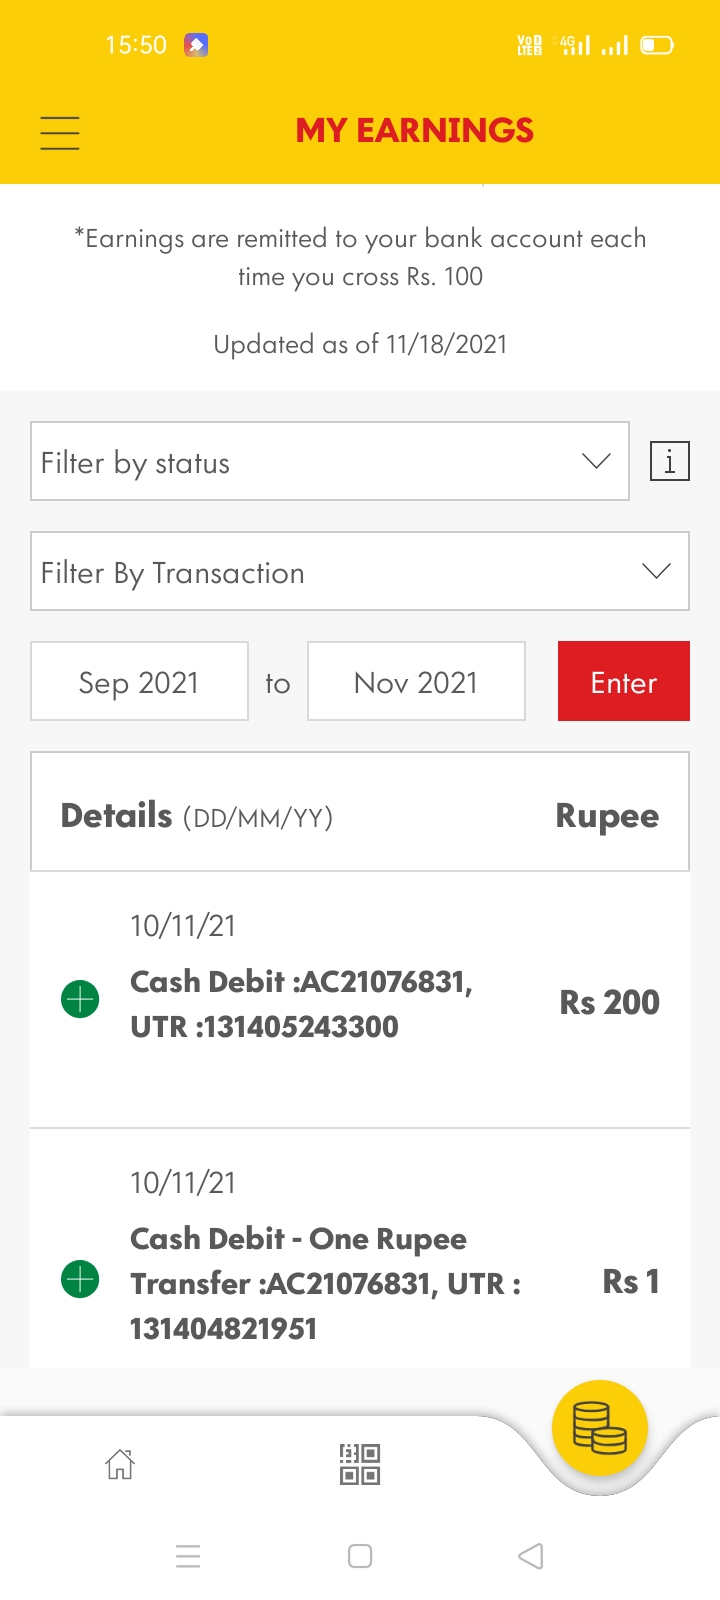 15:50
VoD
LTE2
4G
MY EARNINGS
*Earnings are remitted to your bank account each
time you cross Rs. 100
Updated as of 11/18/2021
Filter by status
i
Filter By Transaction
Sep 2021 to Nov 2021 Enter
Details (DD/MM/YY) Rupee
10/11/21
Cash Debit :AC21076831,
UTR :131405243300
Rs 200
10/11/21
Cash Debit - One Rupee
Transfer :AC21076831, UTR :
131404821951
Rs 1